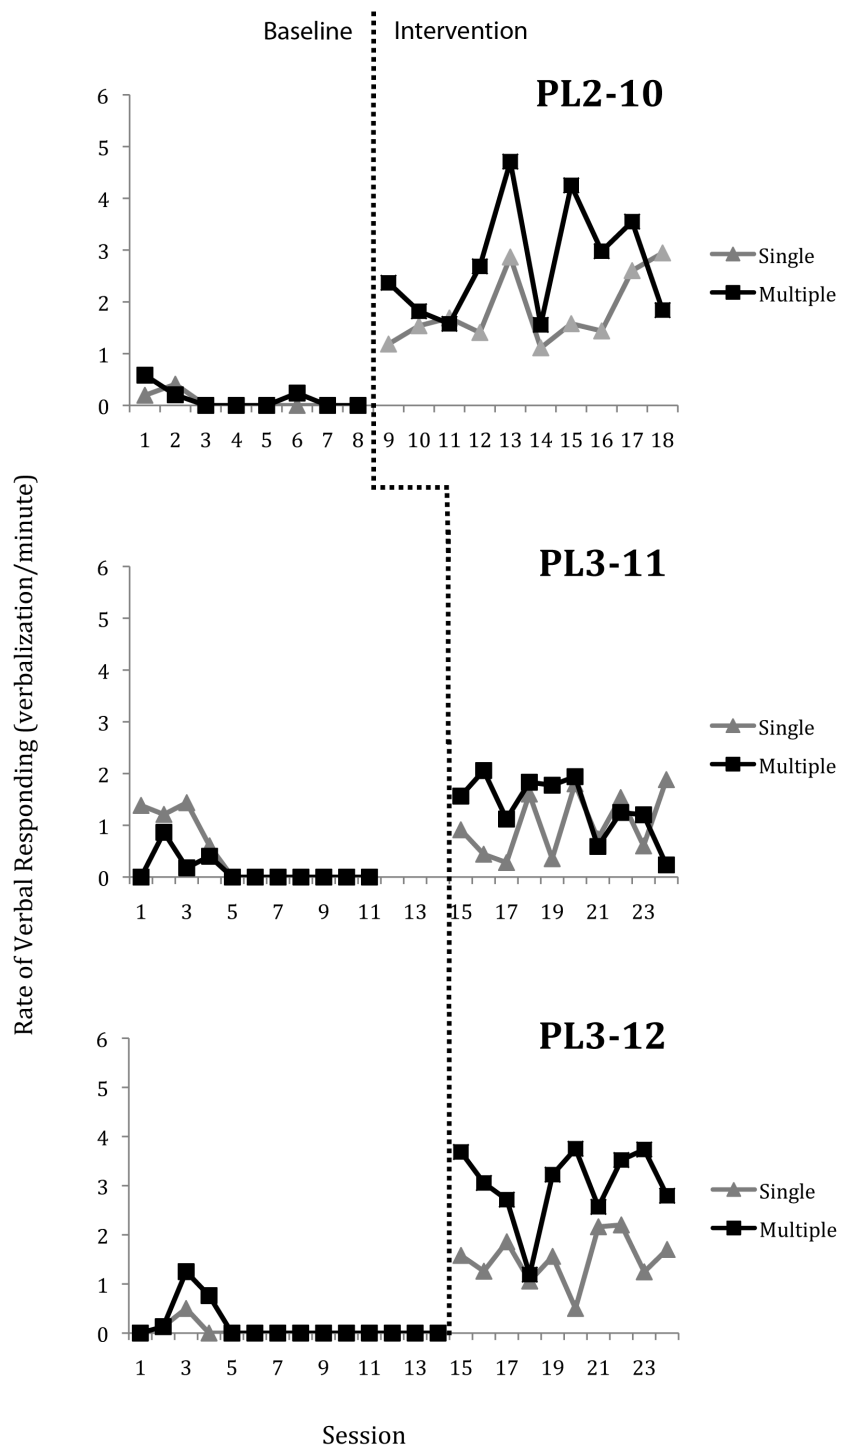 Baseline Intervention
PL2-10
6
5
4
3
2
1
0
1 2 3 4 5 6 7 8 9 10 11 12 13 14 15 16 17 18
Single
Multiple
Rate of Verbal Responding (verbalization/minute)
PL3-11
6
5
4
3
2
1
0
1 3 5 7 9 11 13 15 17 19 21 23
Single
Multiple
PL3-12
6
5
4
3
2
1
0
1 3 5 7 9 11 13 15 17 19 21 23
Single
Multiple
Session